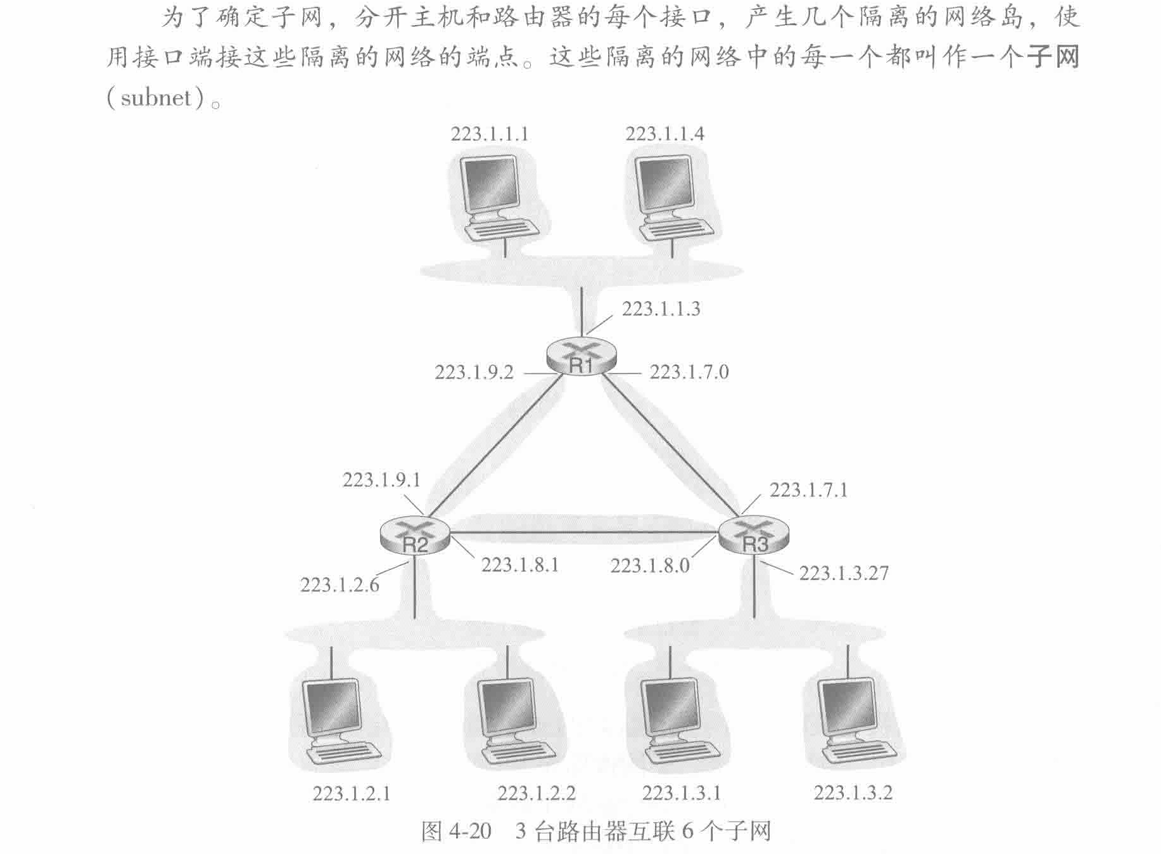 为了确定子网，分开主机和路由器的每个接口，产生几个隔离的网络岛，使
用接口端接这些隔离的网络的端点。这些隔离的网络中的每一个都叫作一个子网
（subnet）。
223.1.1.1 223.1.1.4
223.1.1.3
R1
223.1.9.2 223.1.7.0
223.1.9.1 223.1.7.1
R2 R3
223.1.8.1 223.1.8.0
223.1.2.6 223.1.3.27
223.1.2.1 223.1.2.2 223.1.3.1 223.1.3.2
图 4-20 3 台路由器互联 6 个子网